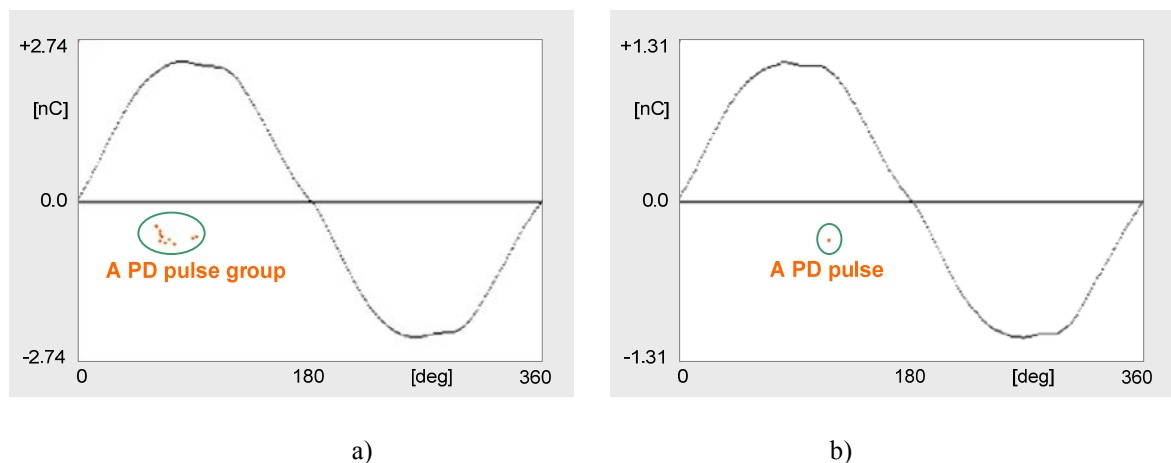 +2.74
[nC]
0.0
A PD pulse group
-2.74
0
180
[deg]
360
a)
+1.31
[nC]
0.0
A PD pulse
-1.31
0
180
[deg]
360
b)